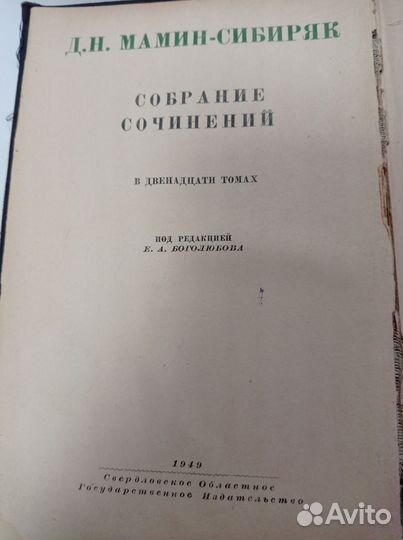 Д.Н. МАМИН-СИБИРЯК
СОБРАНИЕ
СОЧИНЕНИЙ
В ДВЕНАДЦАТИ ТОМАХ
ПОД РЕДАКЦИЕЙ
Е. А. БОГОЛЮБОВА
1949
Свердловское Областное
Государственное Издательство
Avito